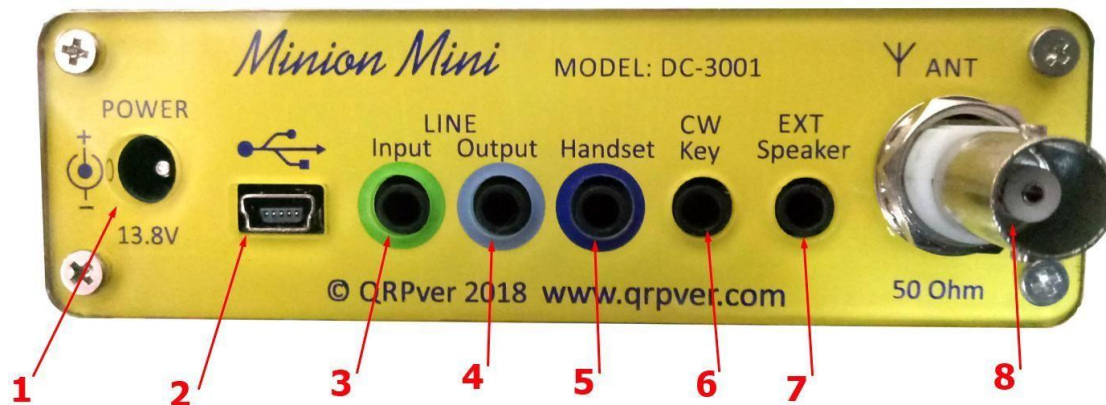 Minion Mini MODEL: DC-3001 ANT
POWER
+
-
13.8V
LINE
Input Output Handset
CW
Key
EXT
Speaker
© QRPver 2018 www.qrpver.com
50 Ohm
1 2 3 4 5 6 7 8